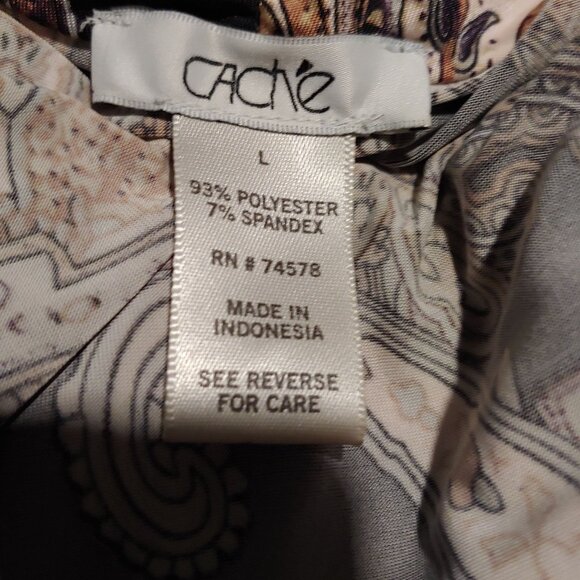 Caché
L
93% POLYESTER
7% SPANDEX
RN # 74578
MADE IN
INDONESIA
SEE REVERSE
FOR CARE